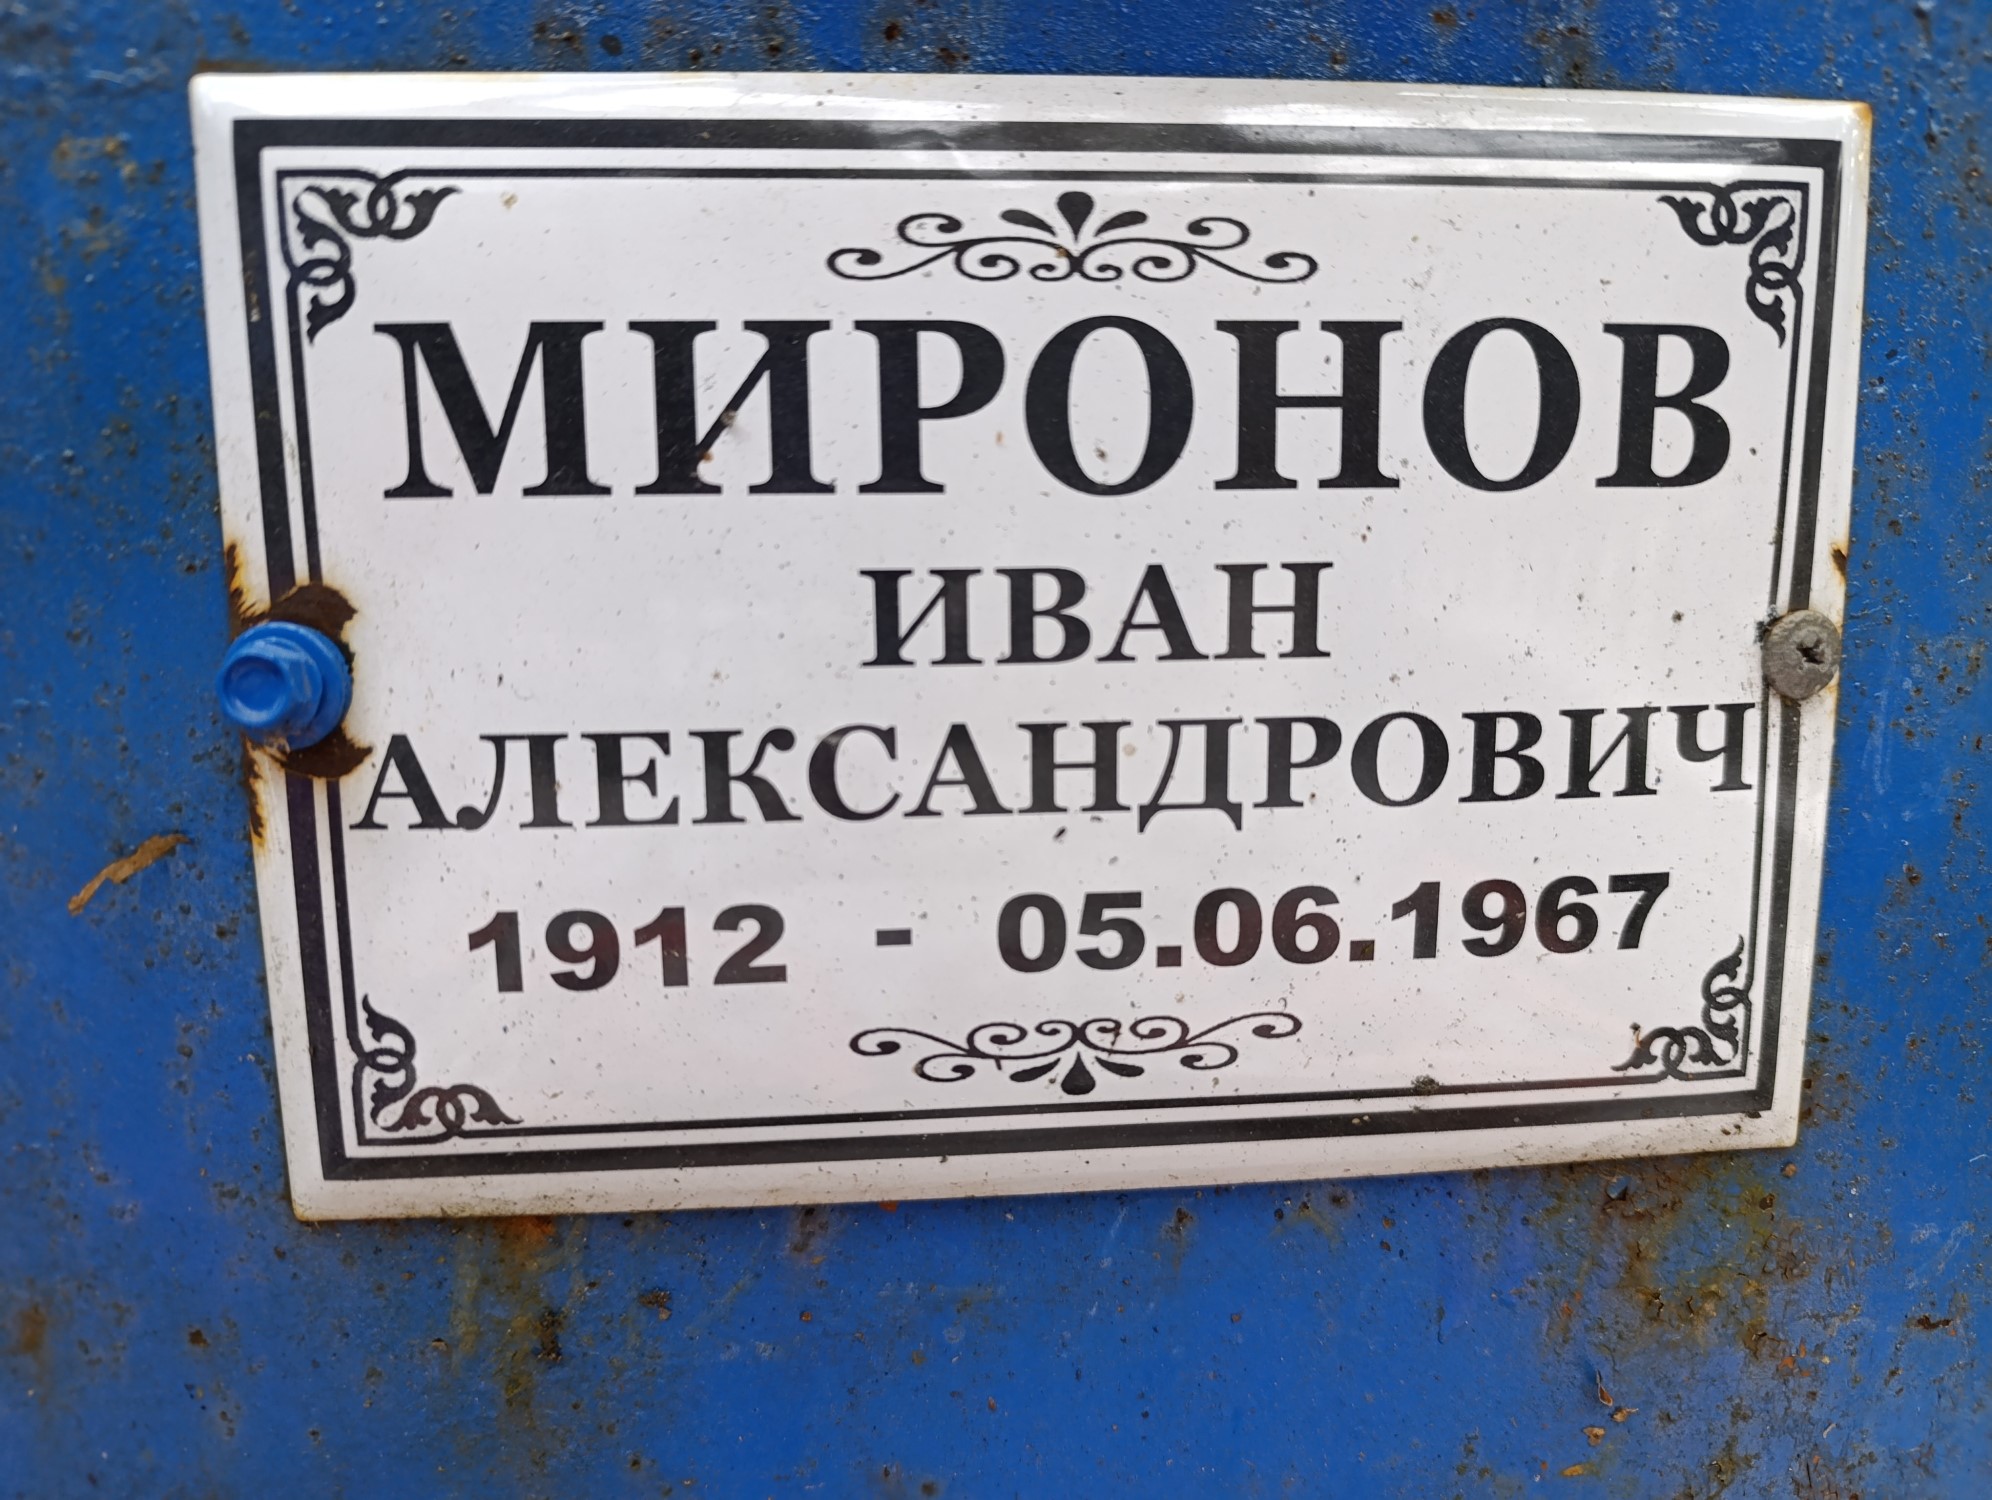 МИРОНОВ
ИВАН
АЛЕКСАНДРОВИЧ
1912 - 05.06.1967